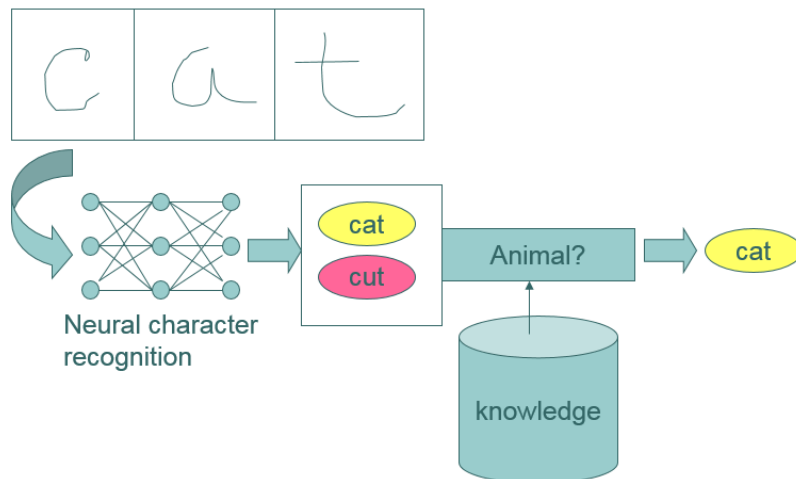 c a t
cat
cut
Animal?
cat
Neural character
recognition
knowledge